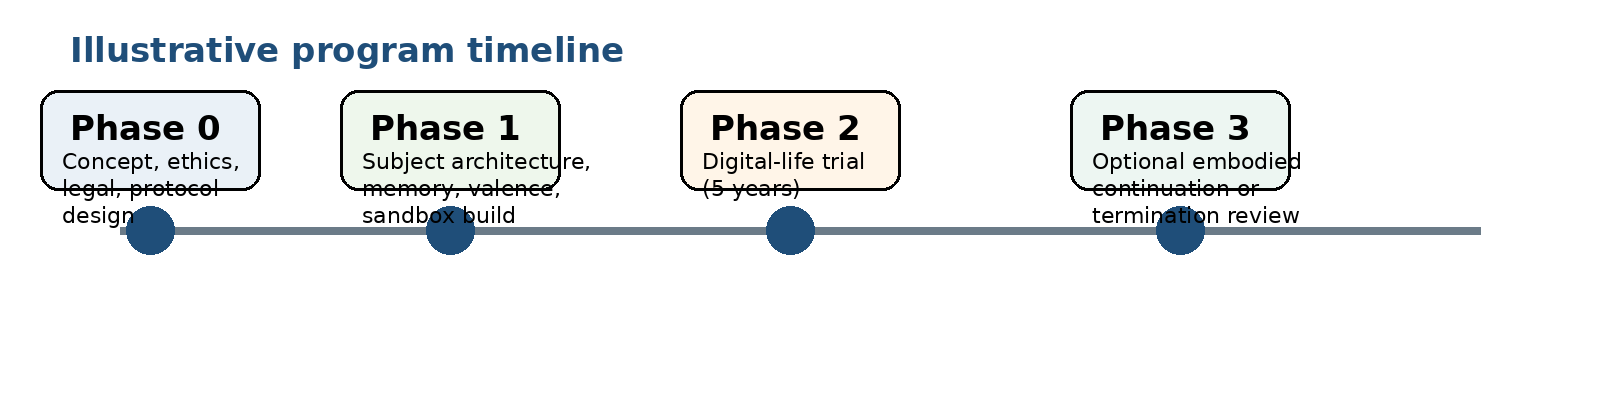 Illustrative program timeline
Phase 0
Concept, ethics,
legal, protocol
design
Phase 1
Subject architecture,
memory, valence,
sandbox build
Phase 2
Digital-life trial
(5 years)
Phase 3
Optional embodied
continuation or
termination review